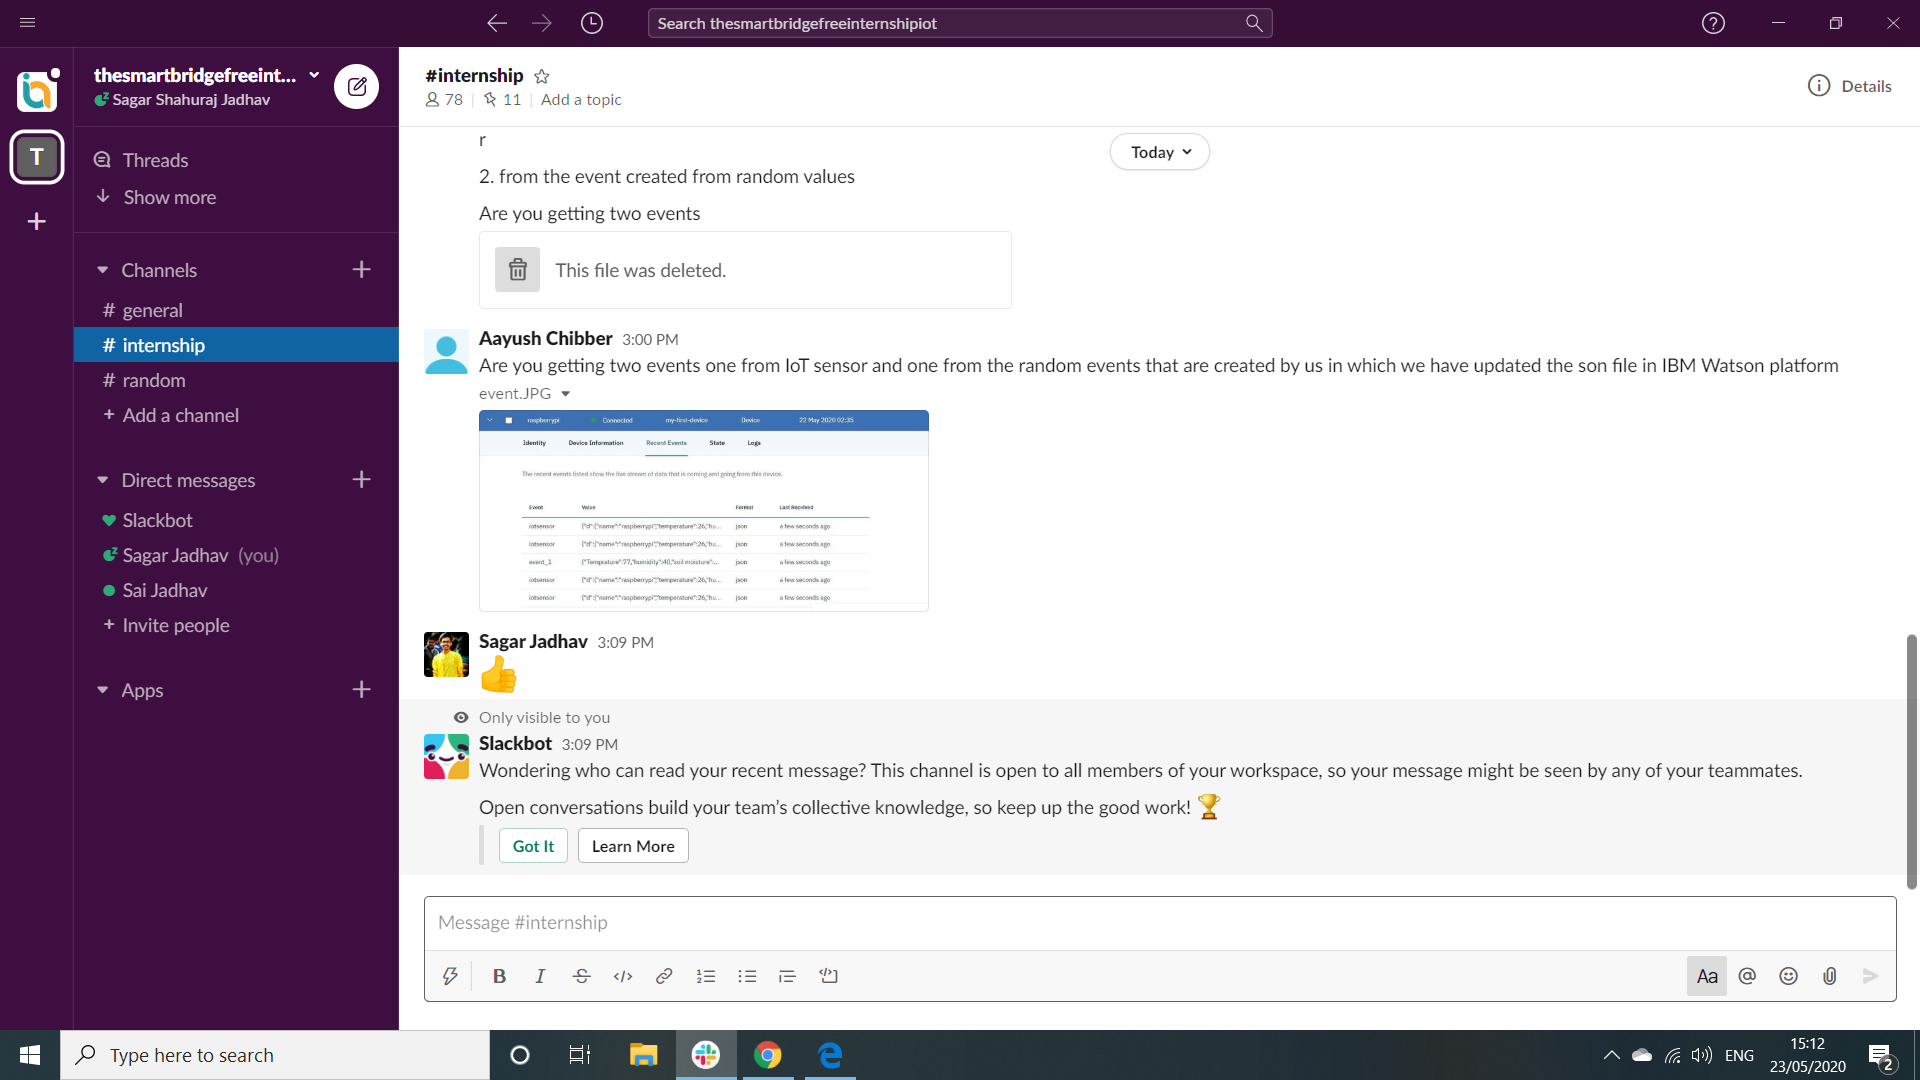 Search thesmartbridgefreeinternshipiot
thesmartbridgefreeint...
Sagar Shahuraj Jadhav
T
Threads
Show more
Channels
# general
# internship
# random
+ Add a channel
Direct messages
Slackbot
Sagar Jadhav (you)
Sai Jadhav
+ Invite people
Apps
#internship
78 | 11 | Add a topic
Details
Today
r
2. from the event created from random values
Are you getting two events
This file was deleted.
Aayush Chibber 3:00 PM
Are you getting two events one from IoT sensor and one from the random events that are created by us in which we have updated the son file in IBM Watson platform
event.JPG
raspberrypi Connected my-first-device Device 22 May 2020 02:35
Identity Device Information Recent Events State Logs
The recent events listed show the live stream of data that is coming and going from this device.
Event Value Format Last Received
iotsensor {"d":{"name":"raspberrypi","temperature":26,"hu... json a few seconds ago
iotsensor {"d":{"name":"raspberrypi","temperature":26,"hu... json a few seconds ago
event_1 {"Temprature":77,"humidity":40,"soil moisture":... json a few seconds ago
iotsensor {"d":{"name":"raspberrypi","temperature":26,"hu... json a few seconds ago
iotsensor {"d":{"name":"raspberrypi","temperature":26,"hu... json a few seconds ago
Sagar Jadhav 3:09 PM
Only visible to you
Slackbot 3:09 PM
Wondering who can read your recent message? This channel is open to all members of your workspace, so your message might be seen by any of your teammates.
Open conversations build your team's collective knowledge, so keep up the good work!
Got It Learn More
Message #internship
B I Aa @
Type here to search
ENG
15:12
23/05/2020
2